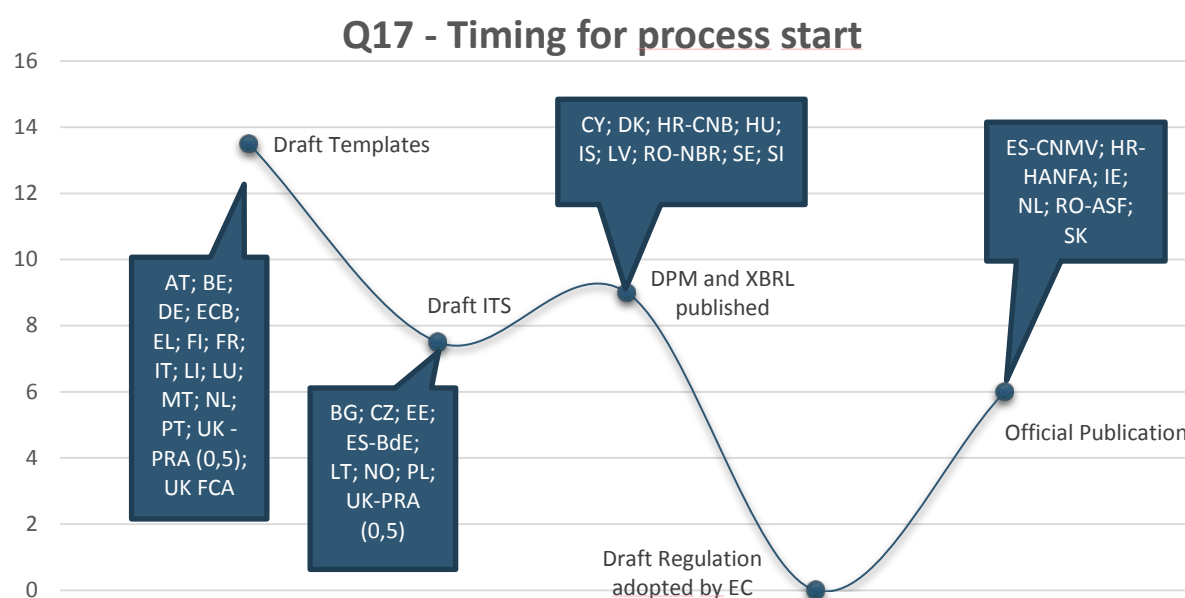 Q17 - Timing for process start
16
14
12
10
8
6
4
2
0
Draft Templates
AT; BE;
DE; ECB;
EL; FI; FR;
IT; LI; LU;
MT; NL;
PT; UK -
PRA (0,5);
UK FCA
Draft ITS
BG; CZ; EE;
ES-BdE;
LT; NO; PL;
UK-PRA
(0,5)
CY; DK; HR-CNB; HU;
IS; LV; RO-NBR; SE; SI
DPM and XBRL
published
Draft Regulation
adopted by EC
ES-CNMV; HR-
HANFA; IE;
NL; RO-ASF;
SK
Official Publication